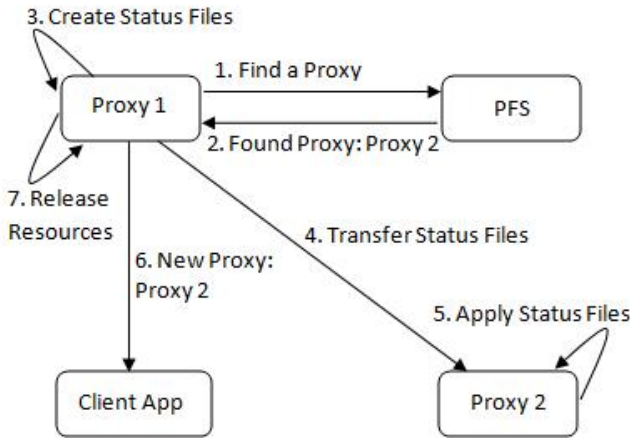 3. Create Status Files
1. Find a Proxy
Proxy 1
PFS
2. Found Proxy: Proxy 2
7. Release
Resources
4. Transfer Status Files
6. New Proxy:
Proxy 2
5. Apply Status Files
Client App
Proxy 2